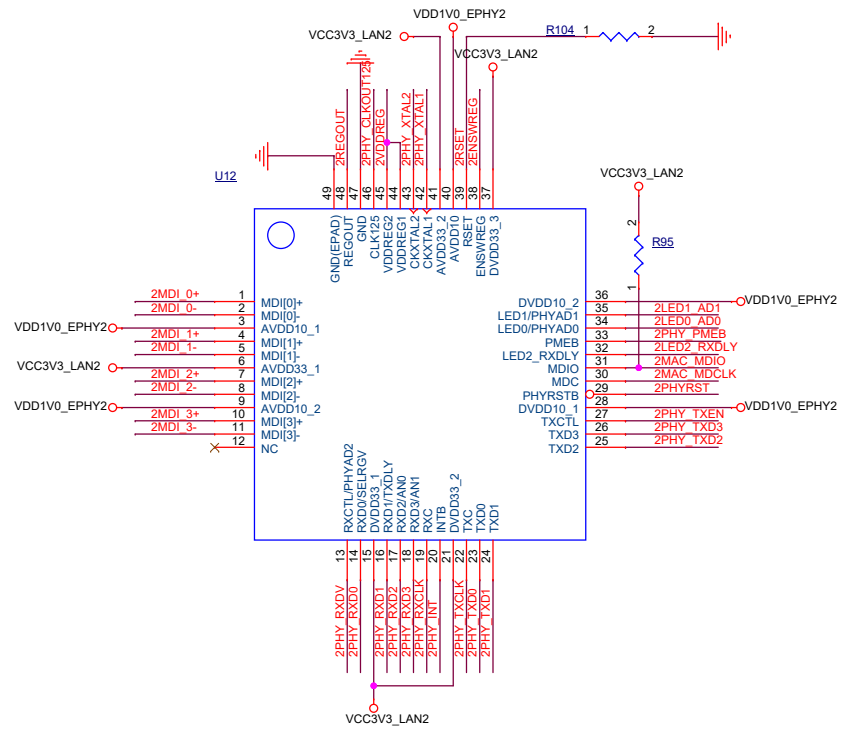 VDD1V0_EPHY2
VCC3V3_LAN2
R104 1 2
VCC3V3_LAN2
2REGOUT
2PHY_CLKOUT125
2VDDREG
2PHY_XTAL2
2PHY_XTAL1
2RSET
2ENSWREG
U12
49 48 47 46 45 44 43 42 41 40 39 38 37
GND(EPAD)
REGOUT
GND
CLK125
VDDREG2
VDDREG1
CKXTAL2
CKXTAL1
AVDD33_2
AVDD10
RSET
ENSWREG
DVDD33_3
VCC3V3_LAN2
2
R95
1
2MDI_0+ 1 MDI[0]+
2MDI_0- 2 MDI[0]-
VDD1V0_EPHY2 3 AVDD10_1
2MDI_1+ 4 MDI[1]+
2MDI_1- 5 MDI[1]-
VCC3V3_LAN2 6 AVDD33_1
2MDI_2+ 7 MDI[2]+
2MDI_2- 8 MDI[2]-
VDD1V0_EPHY2 9 AVDD10_2
2MDI_3+ 10 MDI[3]+
2MDI_3- 11 MDI[3]-
12 NC
DVDD10_2 36 VDD1V0_EPHY2
LED1/PHYAD1 35 2LED1_AD1
LED0/PHYAD0 34 2LED0_AD0
PMEB 33 2PHY_PMEB
LED2_RXDLY 32 2LED2_RXDLY
MDIO 31 2MAC_MDIO
MDC 30 2MAC_MDCLK
PHYRSTB 29 2PHYRST
DVDD10_1 28 VDD1V0_EPHY2
TXCTL 27 2PHY_TXEN
TXD3 26 2PHY_TXD3
TXD2 25 2PHY_TXD2
RXCTL/PHYAD2
RXD0/SELRGV
DVDD33_1
RXD1/TXDLY
RXD2/AN0
RXD3/AN1
RXC
INTB
DVDD33_2
TXC
TXD0
TXD1
13 14 15 16 17 18 19 20 21 22 23 24
2PHY_RXDV
2PHY_RXD0
2PHY_RXD1
2PHY_RXD2
2PHY_RXD3
2PHY_RXCLK
2PHY_INT
2PHY_TXCLK
2PHY_TXD0
2PHY_TXD1
VCC3V3_LAN2